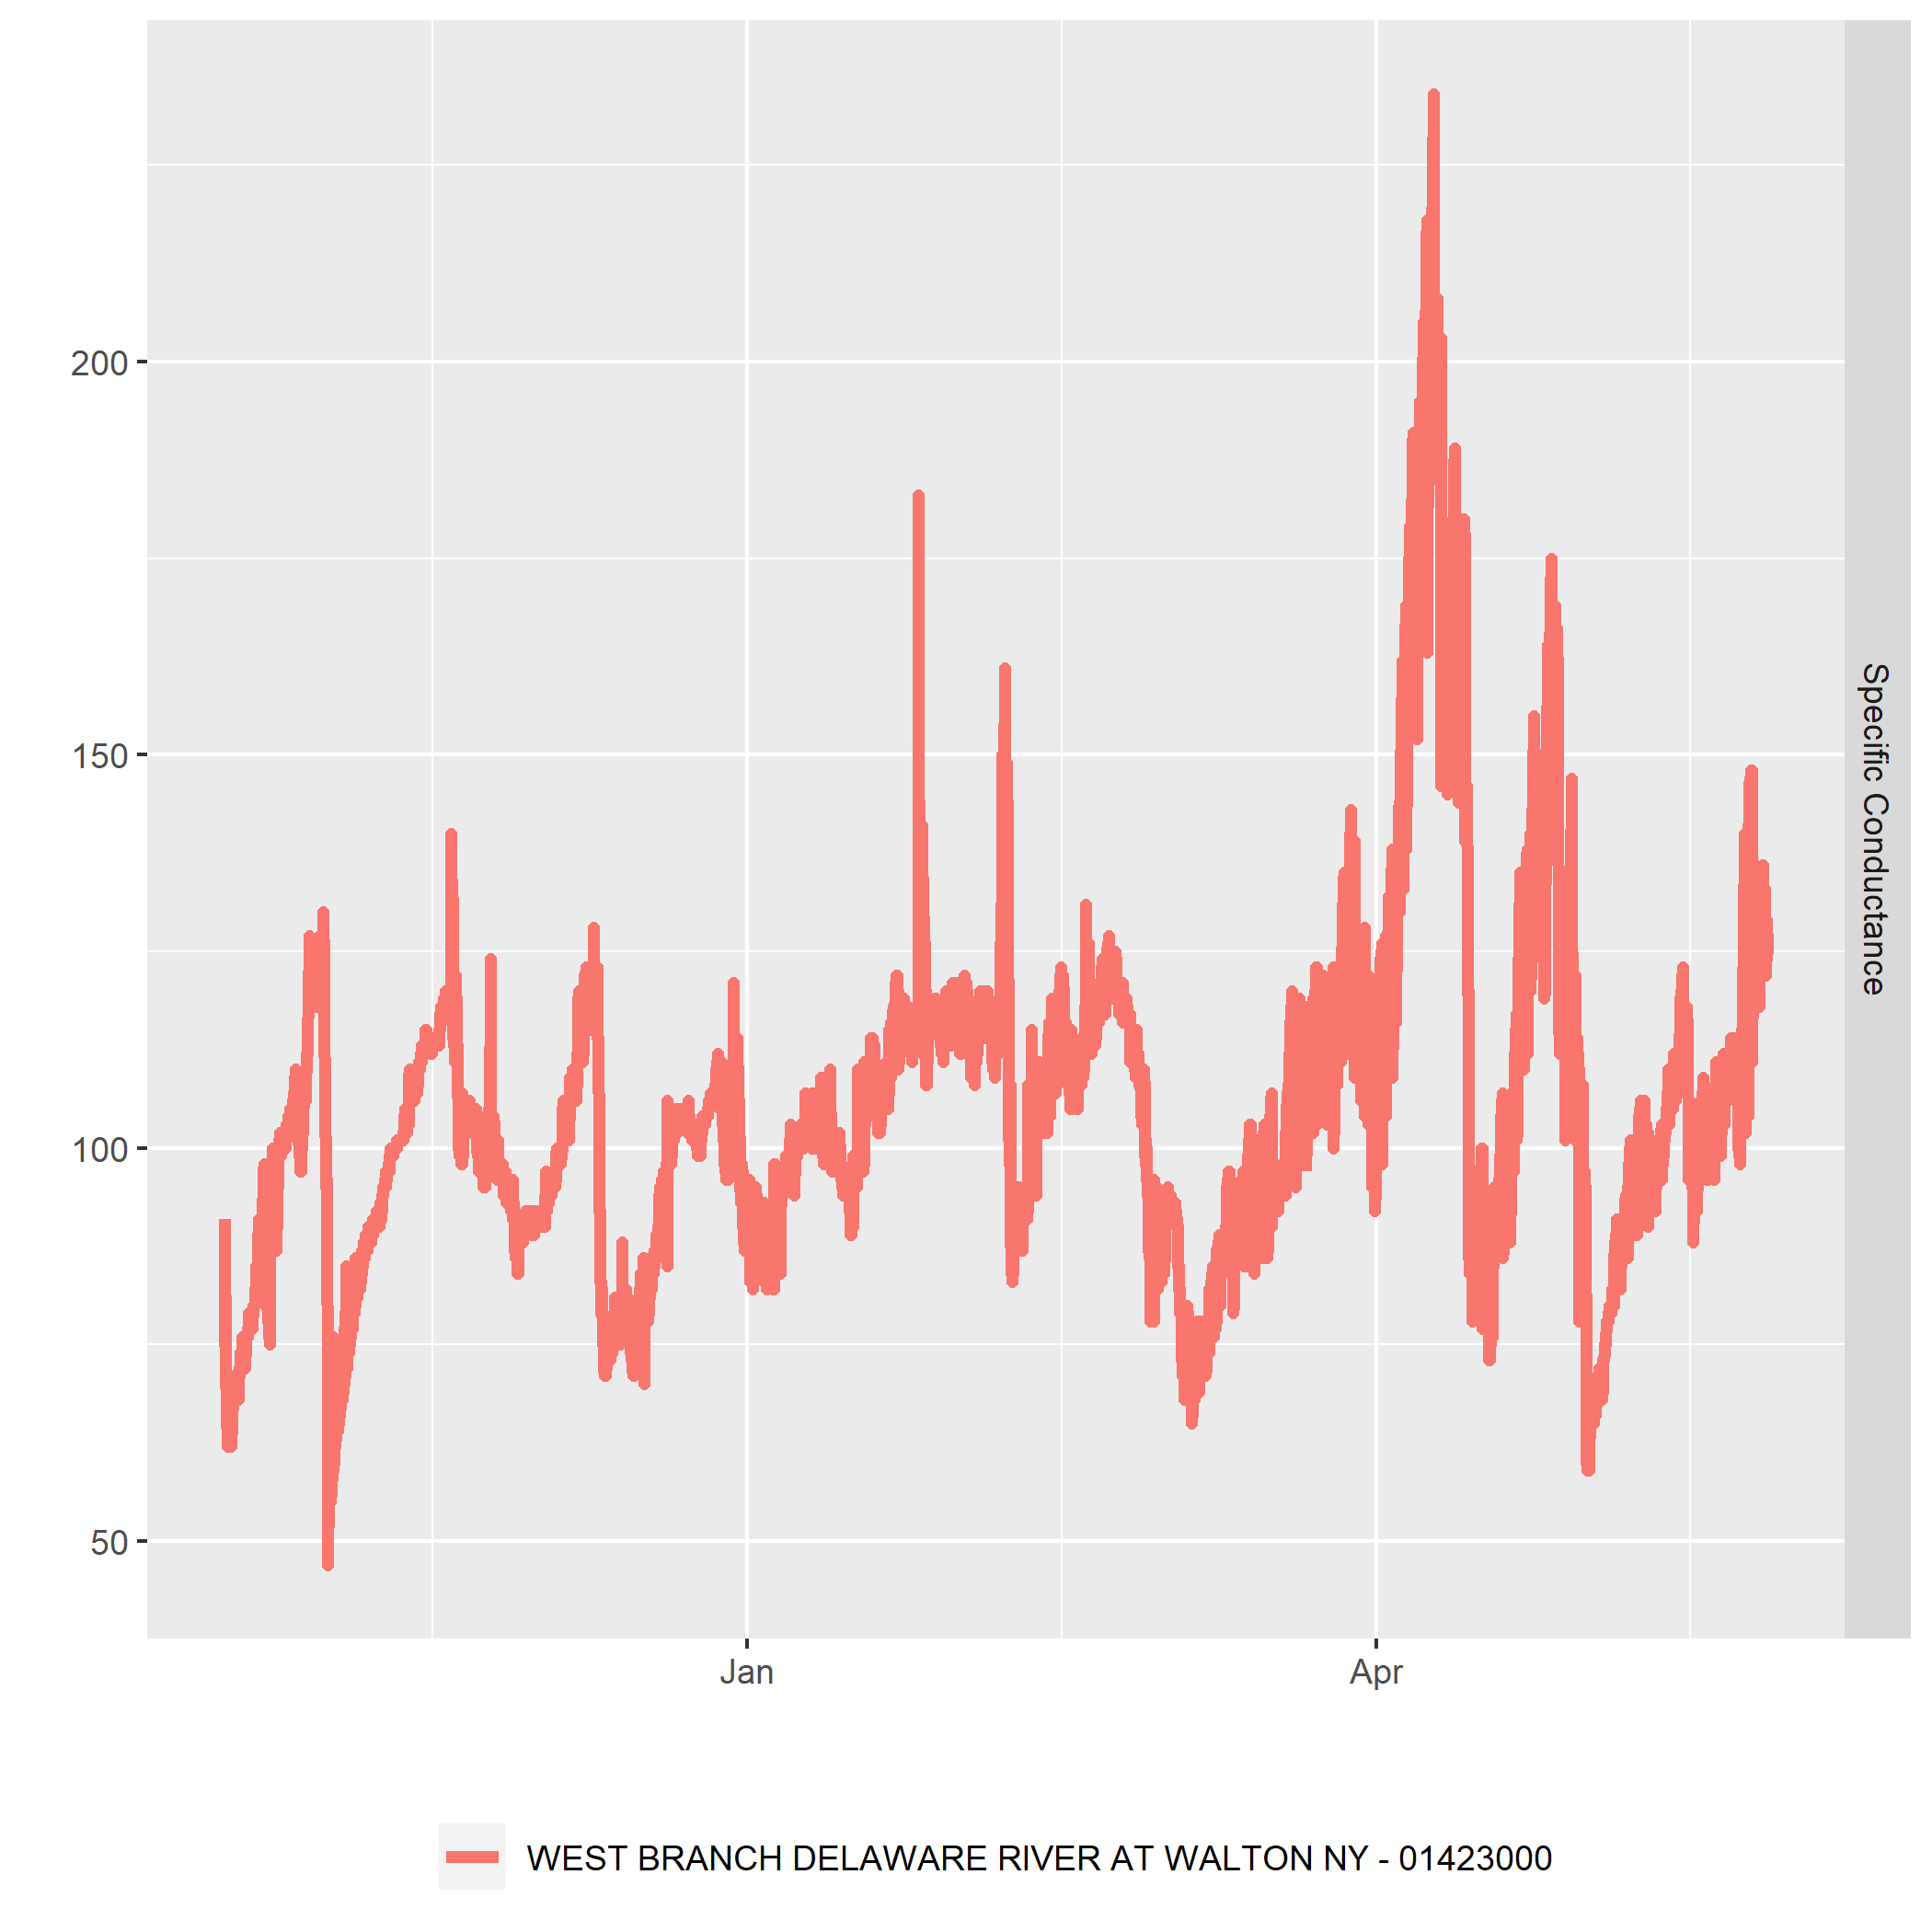 200
150
100
50
Specific Conductance
Jan
Apr
WEST BRANCH DELAWARE RIVER AT WALTON NY - 01423000